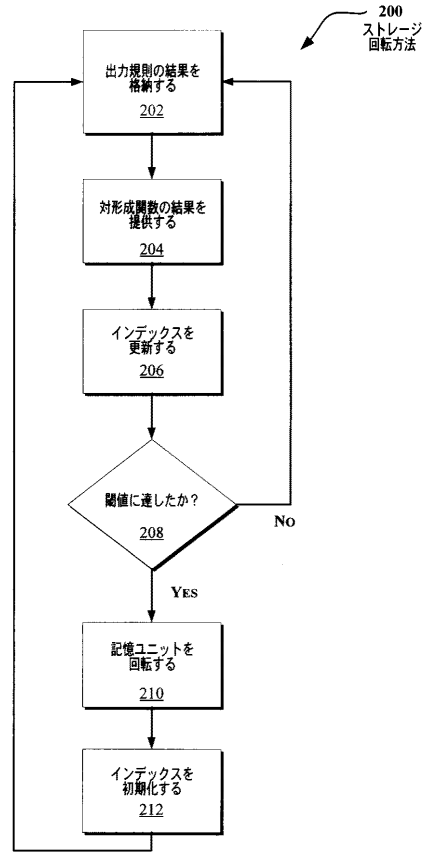 200
ストレージ
回転方法
出力規則の結果を
格納する
202
対形成関数の結果を
提供する
204
インデックスを
更新する
206
閾値に達したか？
208
NO
YES
記憶ユニットを
回転する
210
インデックスを
初期化する
212